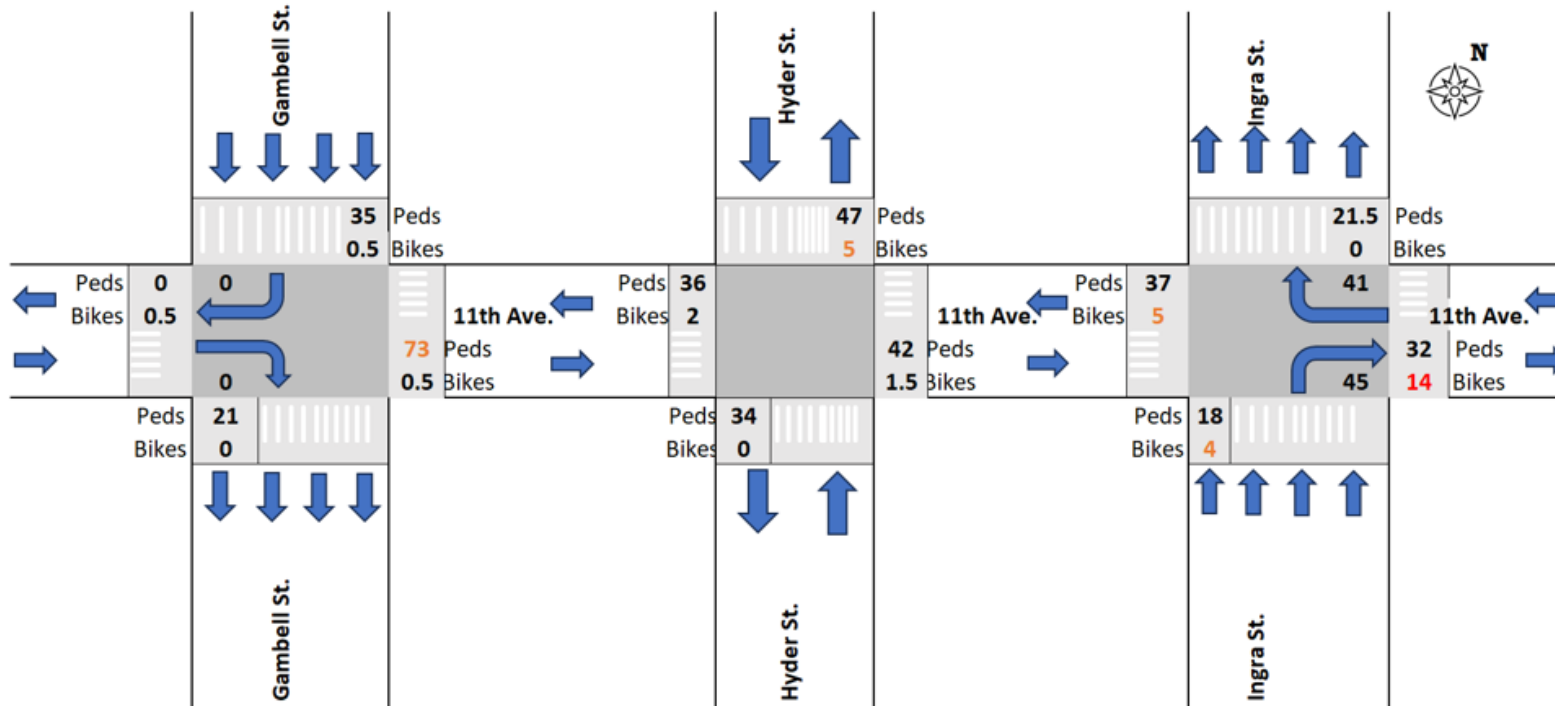 Gambell St.
Hyder St.
Ingra St.
N
35 Peds
0.5 Bikes
47 Peds
5 Bikes
21.5 Peds
0 Bikes
Peds 0
Bikes 0.5
0
0
11th Ave.
73 Peds
0.5 Bikes
Peds 36
Bikes 2
11th Ave.
42 Peds
1.5 Bikes
Peds 37
Bikes 5
41
45
11th Ave.
32 Peds
14 Bikes
Peds 21
Bikes 0
Peds 34
Bikes 0
Peds 18
Bikes 4
Gambell St.
Hyder St.
Ingra St.